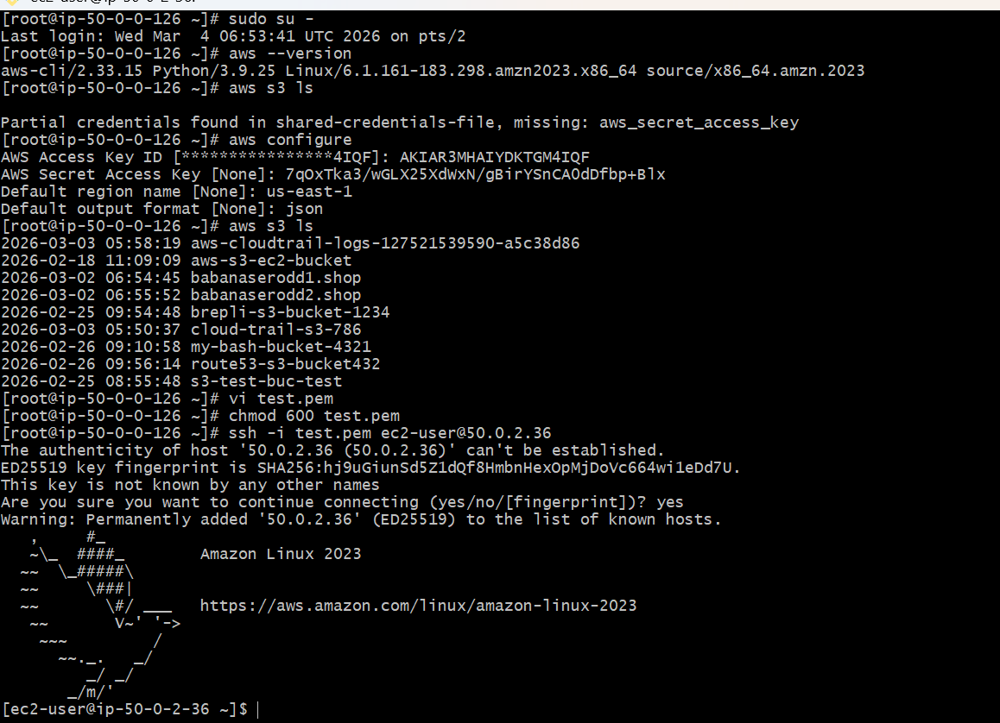 [root@ip-50-0-0-126 ~]# sudo su -
Last login: Wed Mar  4 06:53:41 UTC 2026 on pts/2
[root@ip-50-0-0-126 ~]# aws --version
aws-cli/2.33.15 Python/3.9.25 Linux/6.1.161-183.298.amzn2023.x86_64 source/x86_64.amzn.2023
[root@ip-50-0-0-126 ~]# aws s3 ls
Partial credentials found in shared-credentials-file, missing: aws_secret_access_key
[root@ip-50-0-0-126 ~]# aws configure
AWS Access Key ID [****************4IQF]: AKIAR3MHAIYDKTGM4IQF
AWS Secret Access Key [None]: 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
Default region name [None]: us-east-1
Default output format [None]: json
[root@ip-50-0-0-126 ~]# aws s3 ls
2026-03-03 05:58:19 aws-cloudtrail-logs-127521539590-a5c38d86
2026-02-18 11:09:09 aws-s3-ec2-bucket
2026-03-02 06:54:45 babanaserodd1.shop
2026-03-02 06:55:52 babanaserodd2.shop
2026-02-25 09:54:48 brepli-s3-bucket-1234
2026-03-03 05:50:37 cloud-trail-s3-786
2026-02-26 09:10:58 my-bash-bucket-4321
2026-02-26 09:56:14 route53-s3-bucket432
2026-02-25 08:55:48 s3-test-buc-test
[root@ip-50-0-0-126 ~]# vi test.pem
[root@ip-50-0-0-126 ~]# chmod 600 test.pem
[root@ip-50-0-0-126 ~]# ssh -i test.pem ec2-user@50.0.2.36
The authenticity of host '50.0.2.36 (50.0.2.36)' can't be established.
ED25519 key fingerprint is SHA256:hj9uGiunSd5Z1dQf8HmbnHexOpMjDoVc664wi1eDd7U.
This key is not known by any other names
Are you sure you want to continue connecting (yes/no/[fingerprint])? yes
Warning: Permanently added '50.0.2.36' (ED25519) to the list of known hosts.
   ,     #_
   ~\_  ####_        Amazon Linux 2023
  ~~  \_#####\
  ~~     \###|
  ~~       \#/ ___   https://aws.amazon.com/linux/amazon-linux-2023
   ~~       V~' '->
    ~~~         /
      ~~._.   _/
         _/ _/
       _/m/'
[ec2-user@ip-50-0-2-36 ~]$